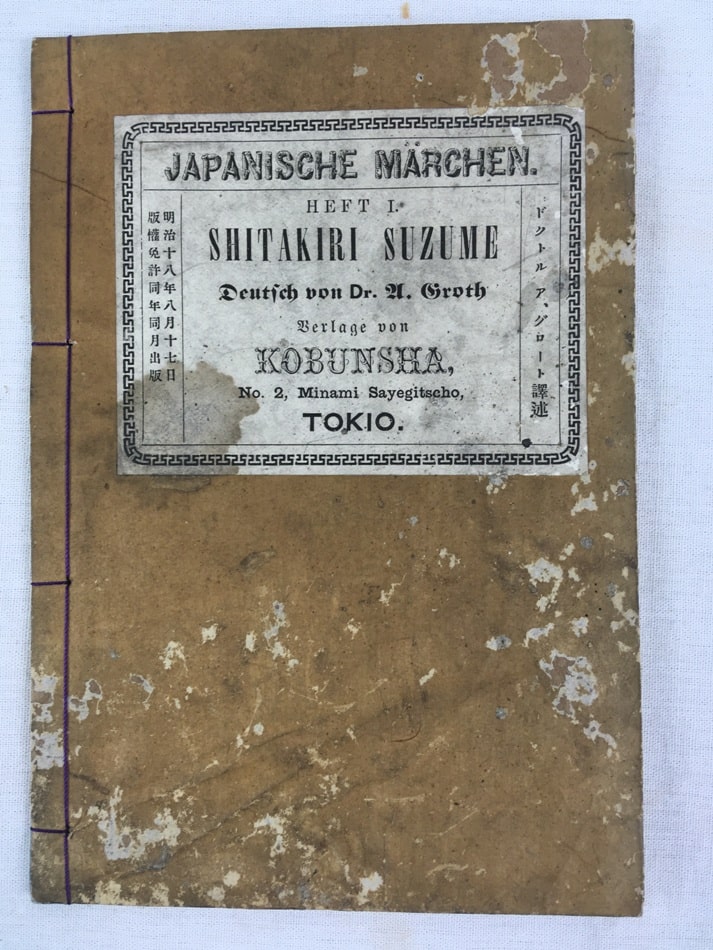 JAPANISCHE MÄRCHEN.
HEFT I.
SHITAKIRI SUZUME
Deutsch von Dr. A. Groth
Verlage von
KOBUNSHA,
No. 2, Minami Sayegitscho,
TOKIO.
ドクトル ア、グロート譯述
明治十八年八月十七日
版權免許同年同月出版